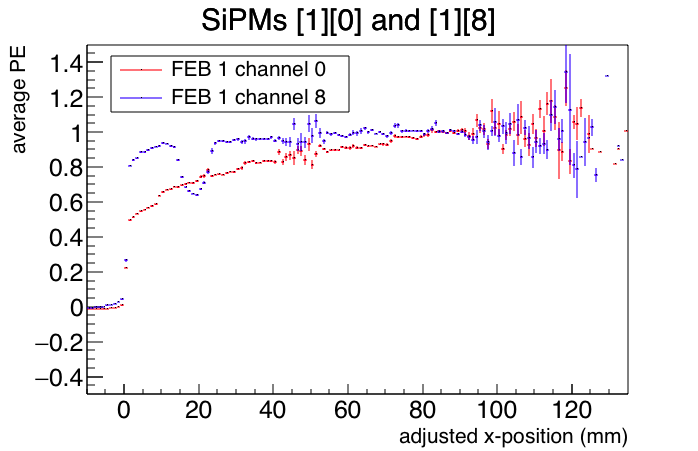 SiPMs [1][0] and [1][8]
average PE
FEB 1 channel 0
FEB 1 channel 8
1.4
1.2
1
0.8
0.6
0.4
0.2
0
−0.2
−0.4
0 20 40 60 80 100 120
adjusted x-position (mm)